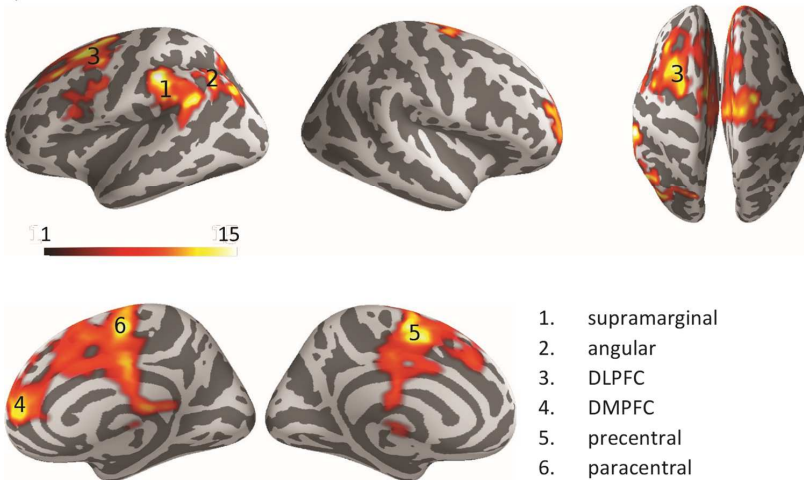 3
1
2
3
1
15
6
5
4
1. supramarginal
2. angular
3. DLPFC
4. DMPFC
5. precentral
6. paracentral